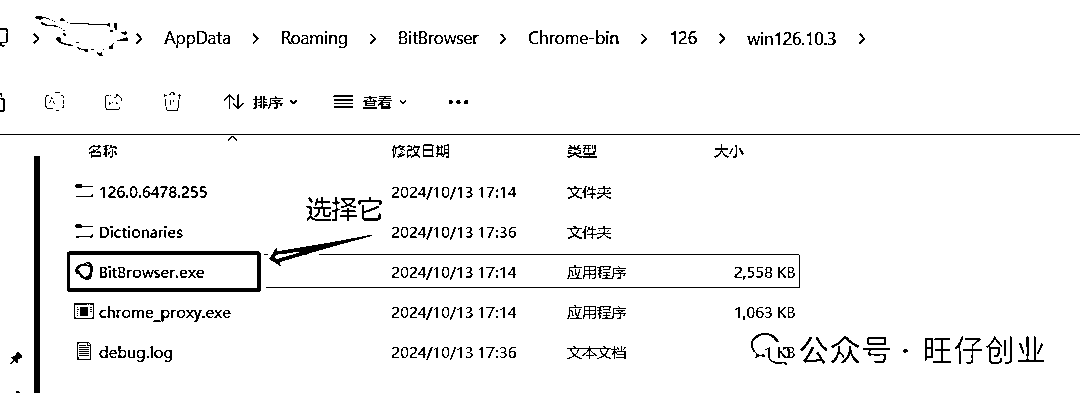 AppData > Roaming > BitBrowser > Chrome-bin > 126 > win126.10.3 >
排序 查看 •••
名称 修改日期 类型 大小
126.0.6478.255 2024/10/13 17:14 文件夹
选择它
Dictionaries 2024/10/13 17:36 文件夹
BitBrowser.exe 2024/10/13 17:14 应用程序 2,558 KB
chrome_proxy.exe 2024/10/13 17:14 应用程序 1,063 KB
debug.log 2024/10/13 17:36 文本文档 KB
公众号 · 旺仔创业